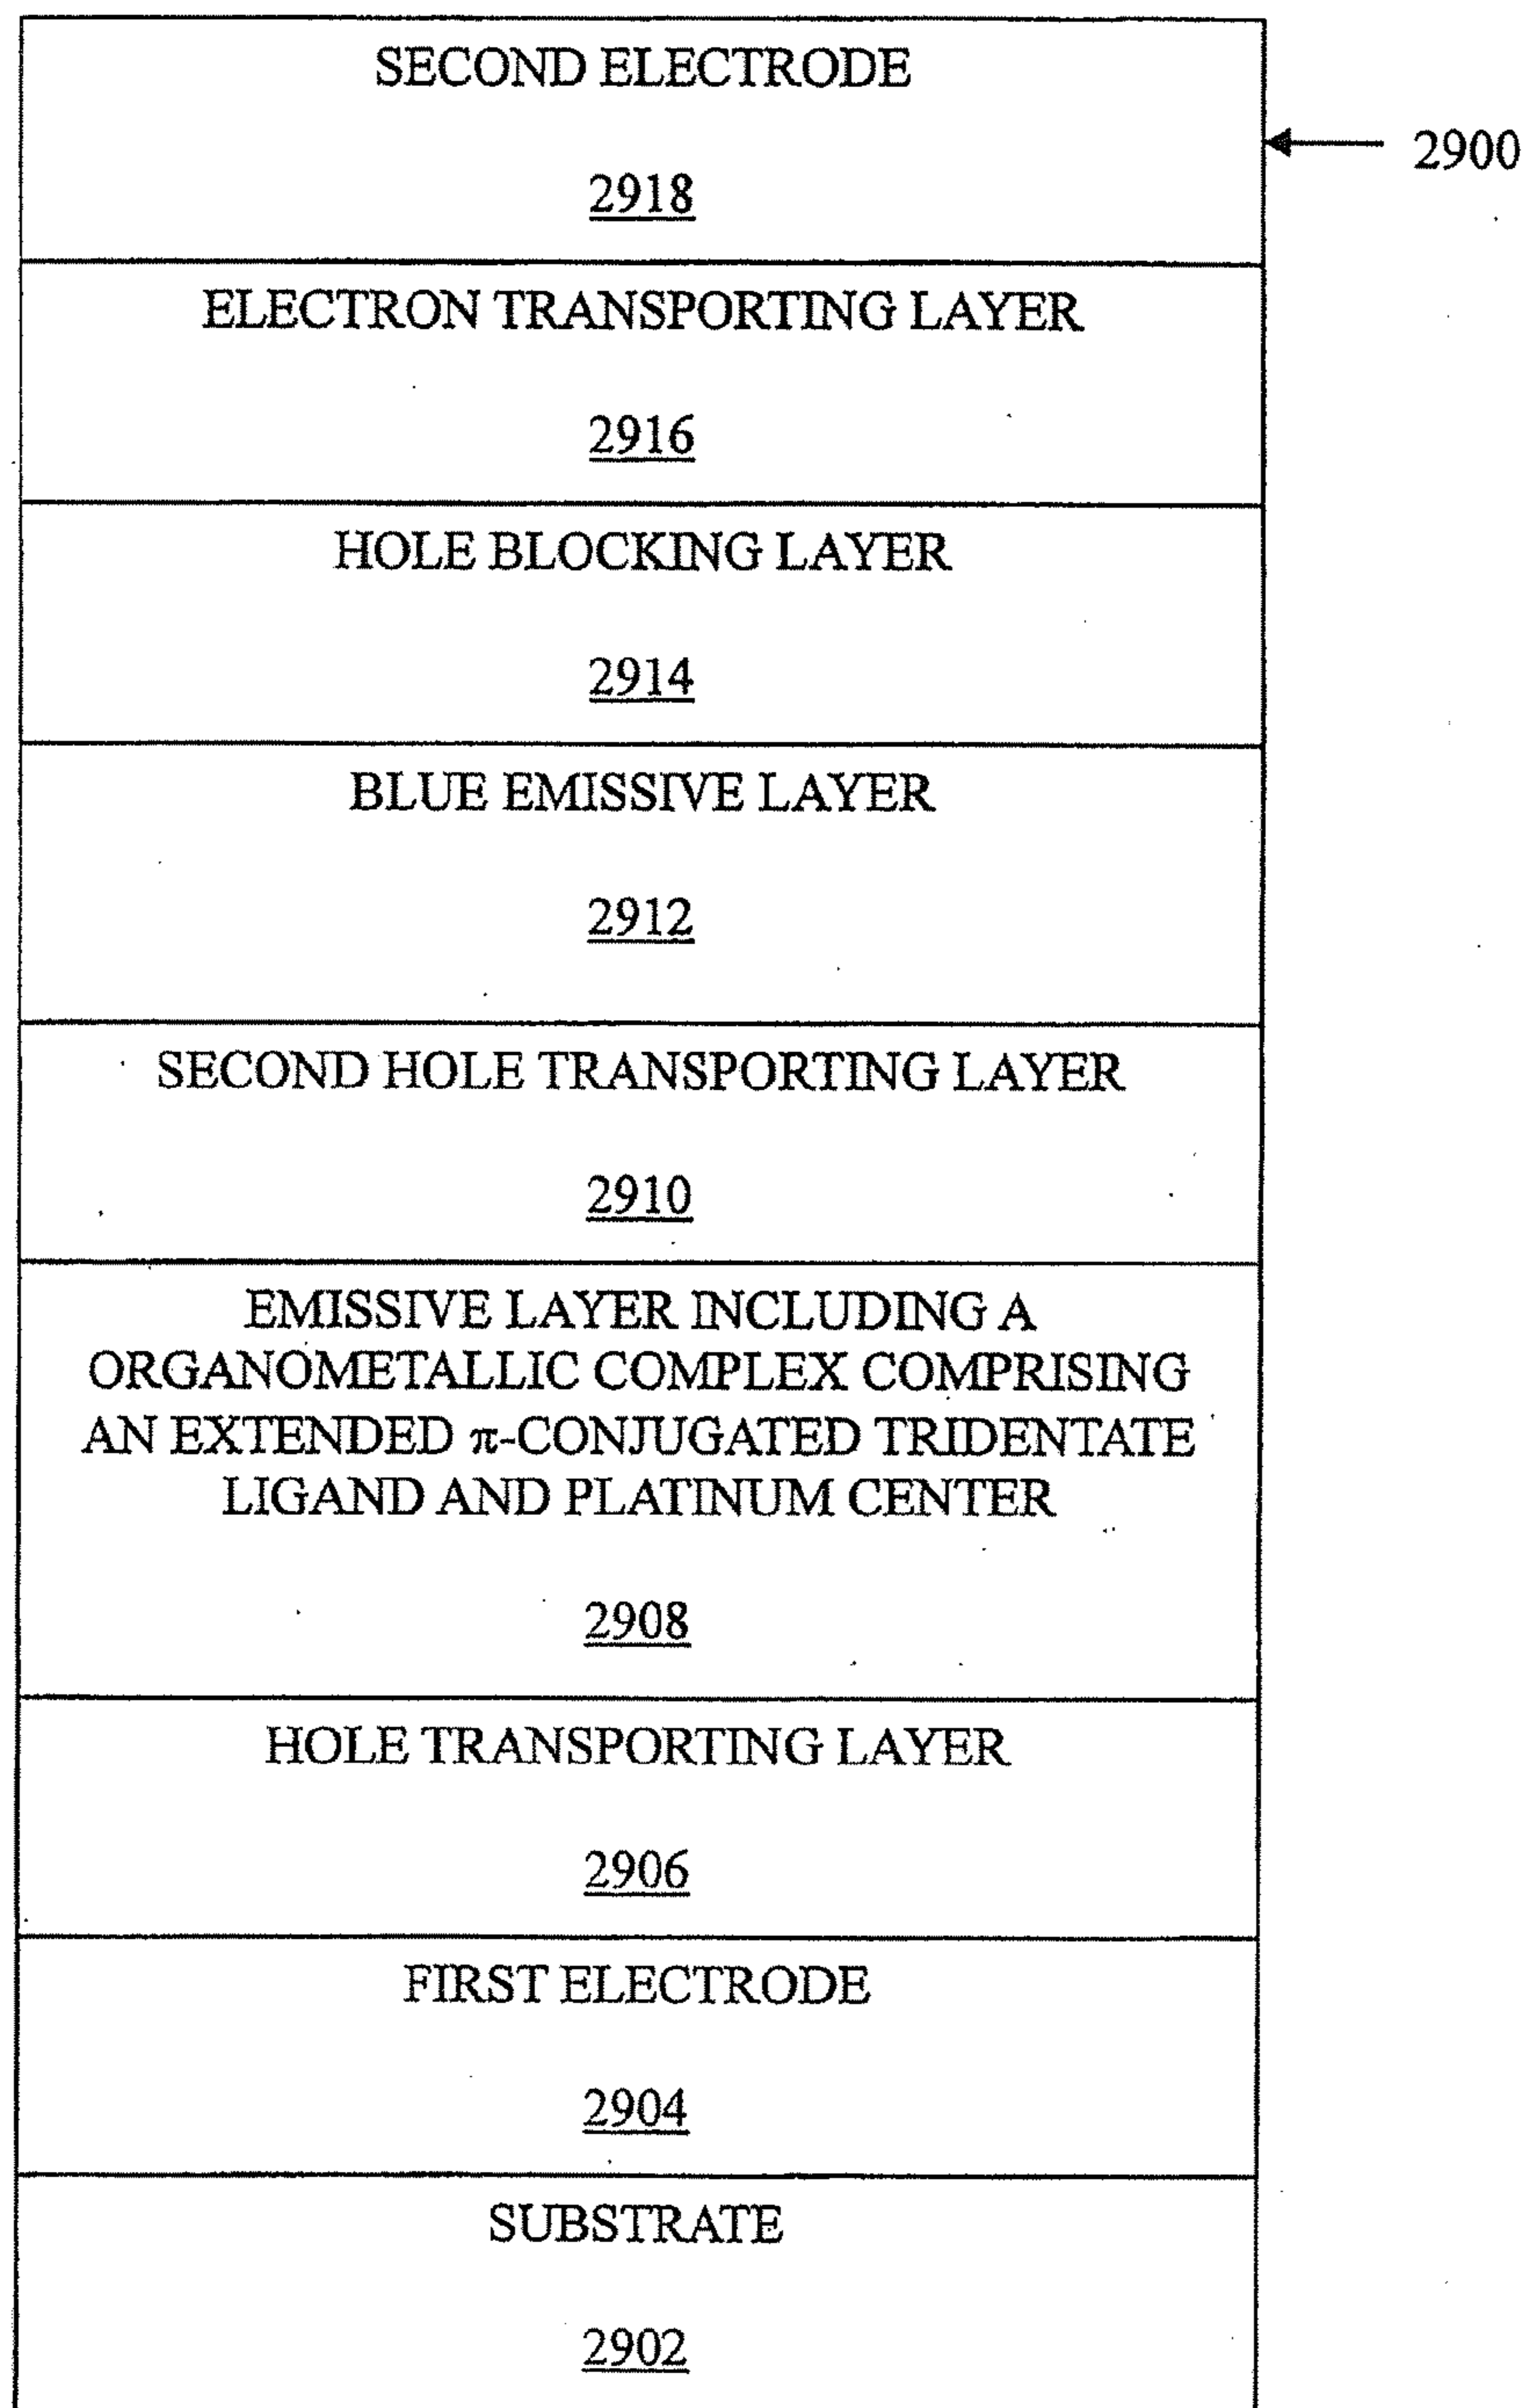 SECOND ELECTRODE
2900
2918
ELECTRON TRANSPORTING LAYER
2916
HOLE BLOCKING LAYER
2914
BLUE EMISSIVE LAYER
2912
SECOND HOLE TRANSPORTING LAYER
2910
EMISSIVE LAYER INCLUDING A
ORGANOMETALLIC COMPLEX COMPRISING
AN EXTENDED π-CONJUGATED TRIDENTATE
LIGAND AND PLATINUM CENTER
2908
HOLE TRANSPORTING LAYER
2906
FIRST ELECTRODE
2904
SUBSTRATE
2902